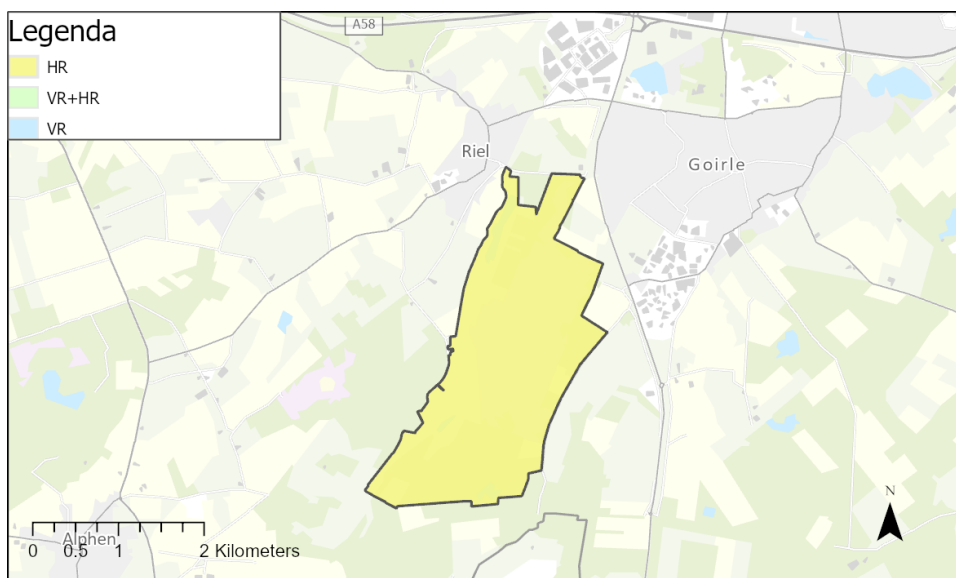 Legenda
HR
VR+HR
VR
A58
Riel
Goirle
Alphen
N
0 0.5 1 2 Kilometers